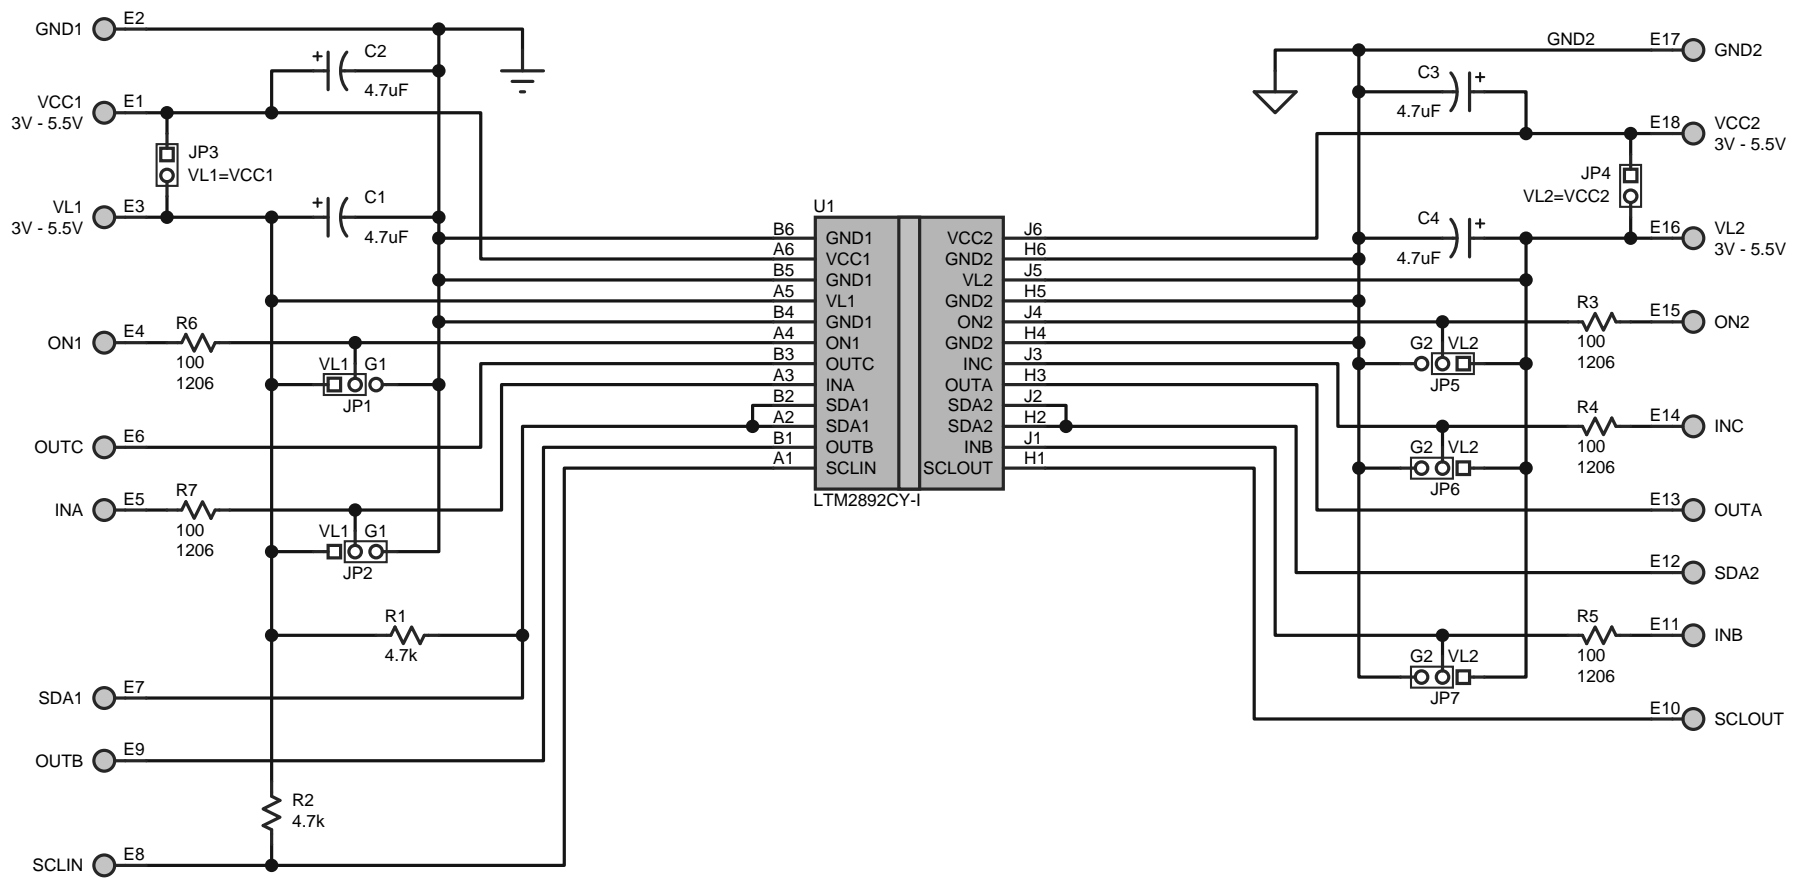 GND1 E2
+ C2
4.7uF
VCC1 E1
3V - 5.5V
JP3
VL1=VCC1
VL1 E3
3V - 5.5V
+ C1
4.7uF
ON1 E4
R6
100
1206
VL1 G1
JP1
OUTC E6
INA E5
R7
100
1206
VL1 G1
JP2
R1
4.7k
SDA1 E7
OUTB E9
R2
4.7k
SCLIN E8
U1
B6 GND1 VCC2 J6
A6 VCC1 GND2 H6
B5 GND1 VL2 J5
A5 VL1 GND2 H5
B4 GND1 ON2 J4
A4 ON1 GND2 H4
B3 OUTC INC J3
A3 INA OUTA H3
B2 SDA1 SDA2 J2
A2 SDA1 SDA2 H2
B1 OUTB INB J1
A1 SCLIN SCLOUT H1
LTM2892CY-I
GND2 E17 GND2
C3 +
4.7uF
E18 VCC2
3V - 5.5V
JP4
VL2=VCC2
C4 +
4.7uF
E16 VL2
3V - 5.5V
R3
100
1206
E15 ON2
G2 VL2
JP5
R4
100
1206
E14 INC
G2 VL2
JP6
E13 OUTA
E12 SDA2
R5
100
1206
E11 INB
G2 VL2
JP7
E10 SCLOUT